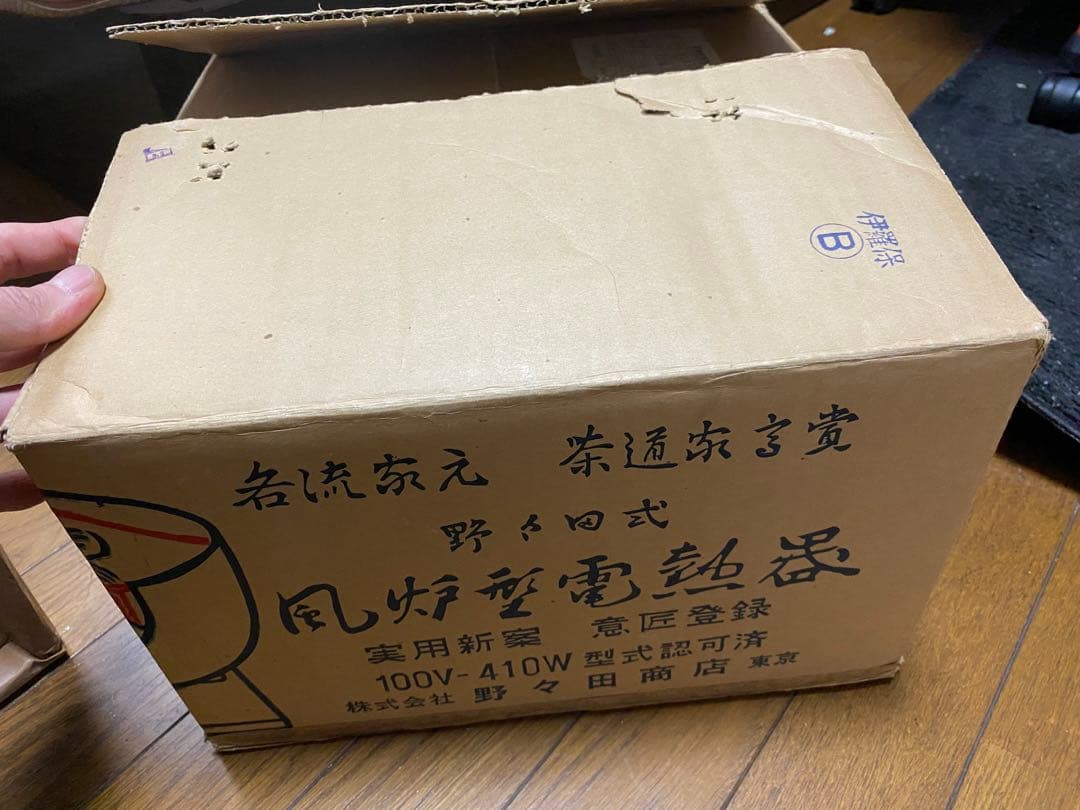 伊羅保
B
各流家元 茶道家高賞
野々田式
風炉型電熱器
実用新案 意匠登録
100V-410W 型式認可済
株式会社 野々田商店 東京